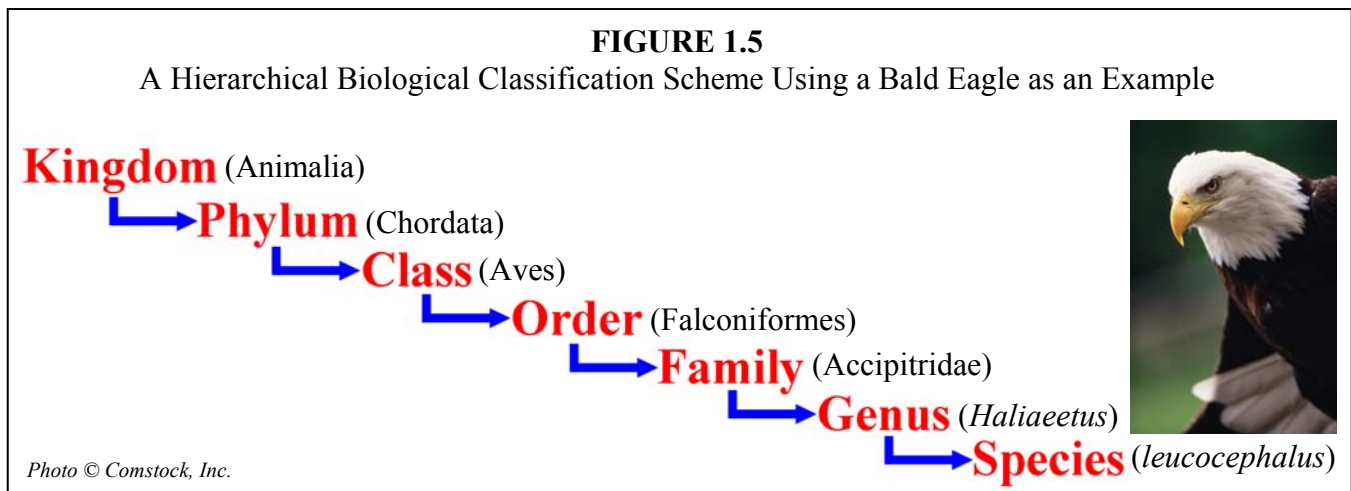 FIGURE 1.5
A Hierarchical Biological Classification Scheme Using a Bald Eagle as an Example
Kingdom (Animalia)
Phylum (Chordata)
Class (Aves)
Order (Falconiformes)
Family (Accipitridae)
Genus (Haliaeetus)
Species (leucocephalus)
Photo © Comstock, Inc.